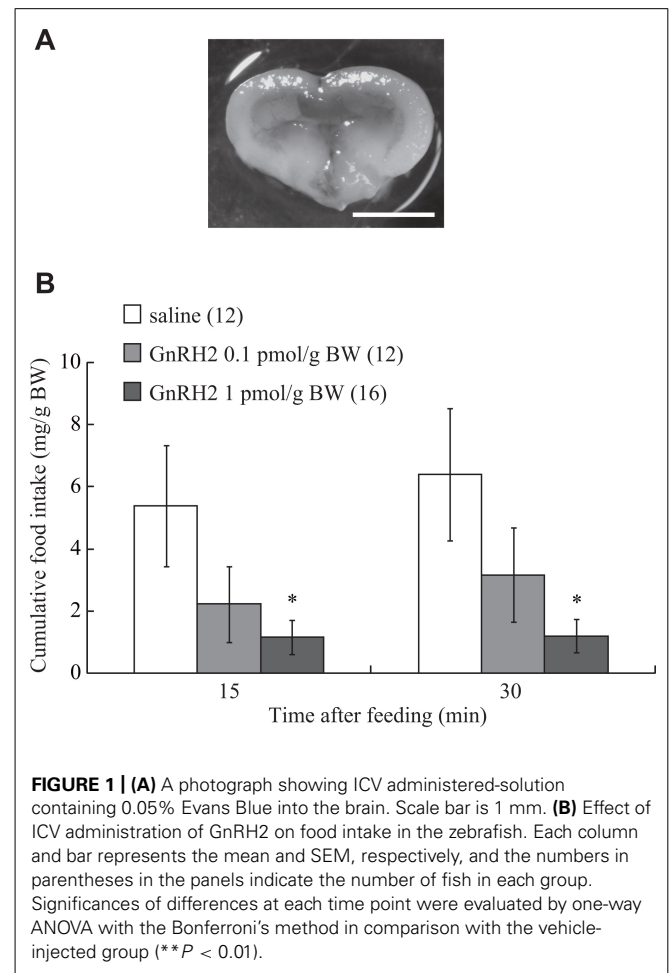 A
B
saline (12)
GnRH2 0.1 pmol/g BW (12)
GnRH2 1 pmol/g BW (16)
Cumulative food intake (mg/g BW)
10
8
6
4
2
0
*
*
15
30
Time after feeding (min)
FIGURE 1 | (A) A photograph showing ICV administered-solution
containing 0.05% Evans Blue into the brain. Scale bar is 1 mm. (B) Effect of
ICV administration of GnRH2 on food intake in the zebrafish. Each column
and bar represents the mean and SEM, respectively, and the numbers in
parentheses in the panels indicate the number of fish in each group.
Significances of differences at each time point were evaluated by one-way
ANOVA with the Bonferroni's method in comparison with the vehicle-
injected group (**P < 0.01).